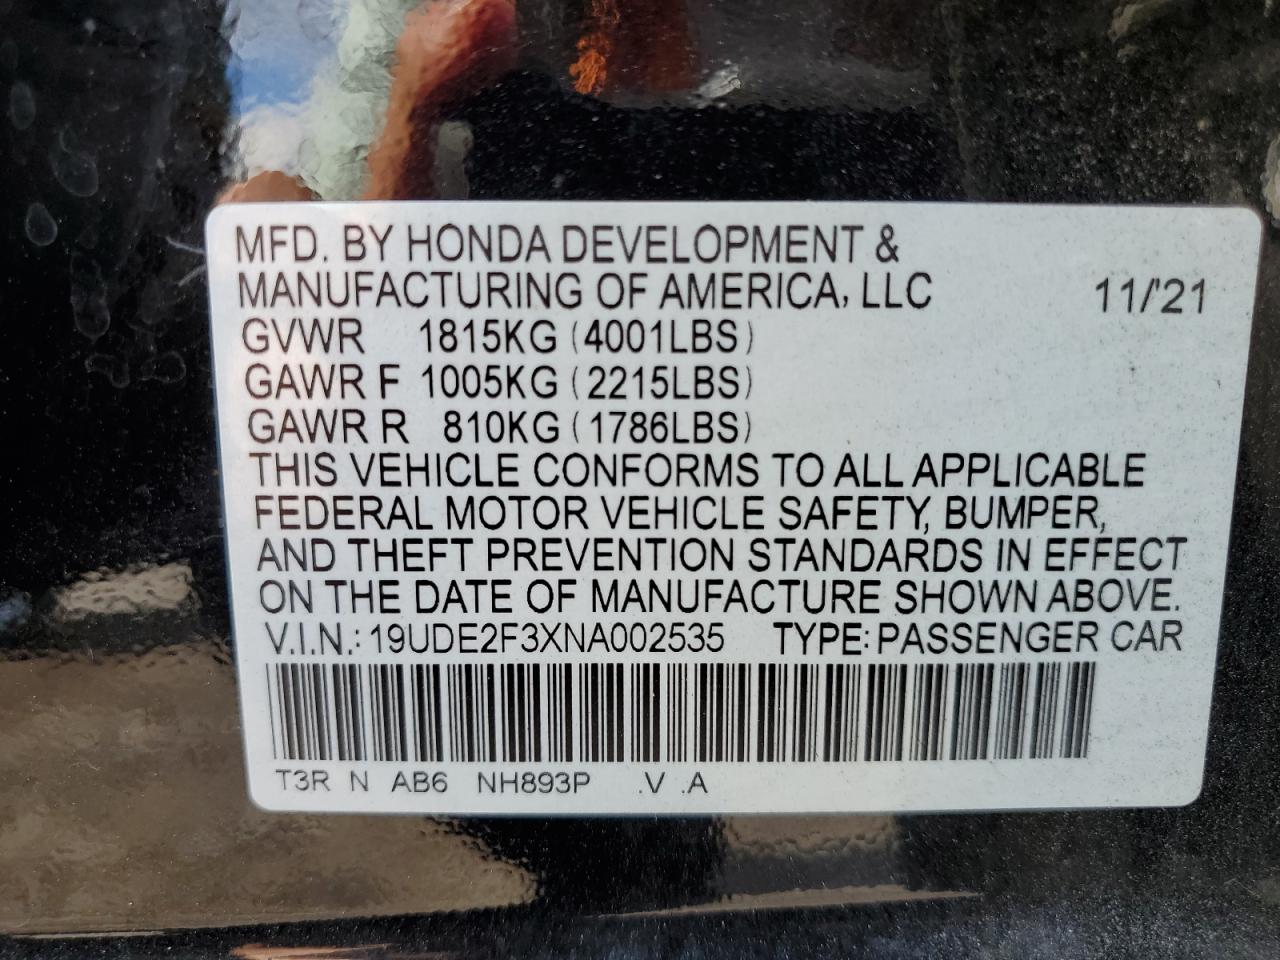 MFD. BY HONDA DEVELOPMENT &
MANUFACTURING OF AMERICA, LLC 11/'21
GVWR 1815KG (4001LBS)
GAWR F 1005KG (2215LBS)
GAWR R 810KG (1786LBS)
THIS VEHICLE CONFORMS TO ALL APPLICABLE
FEDERAL MOTOR VEHICLE SAFETY, BUMPER,
AND THEFT PREVENTION STANDARDS IN EFFECT
ON THE DATE OF MANUFACTURE SHOWN ABOVE.
V.I.N.: 19UDE2F3XNA002535 TYPE: PASSENGER CAR
T3R N AB6 NH893P .V .A